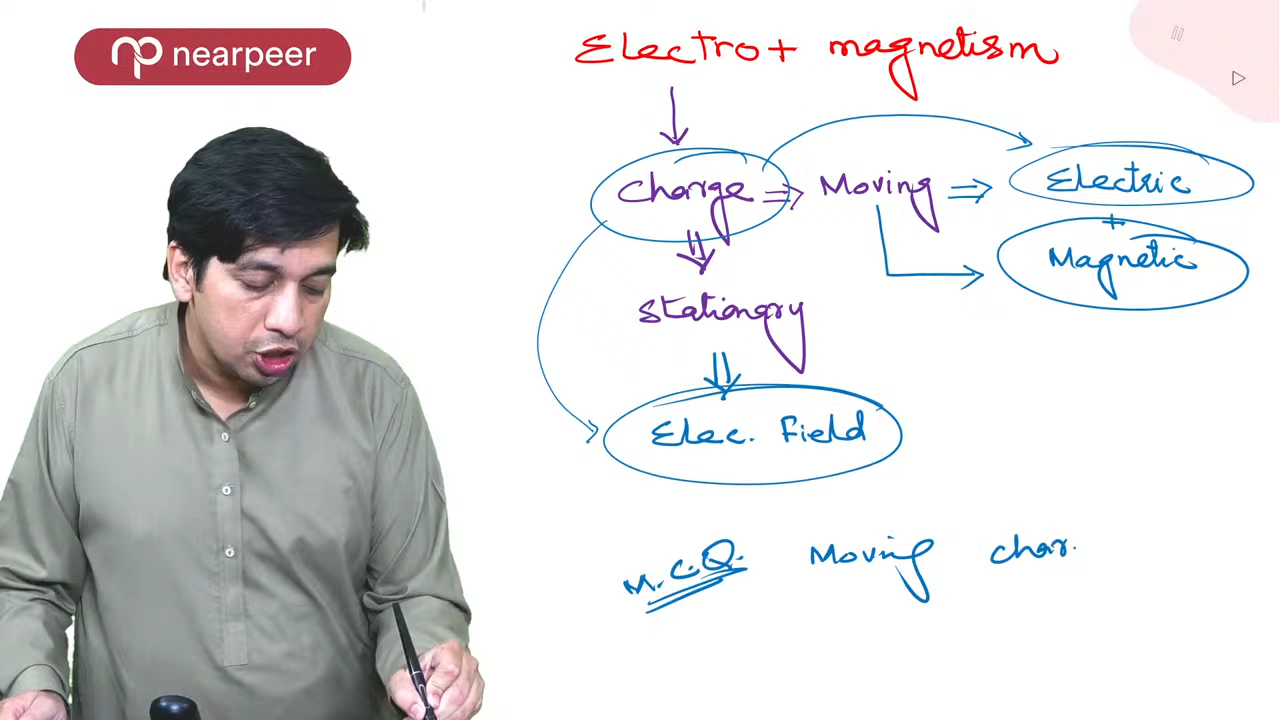 nearpeer
Electro + magnetism
Charge ⇒ Moving ⇒ Electric
+
Magnetic
Stationary
Elec. Field
M.C.Q. Moving char.